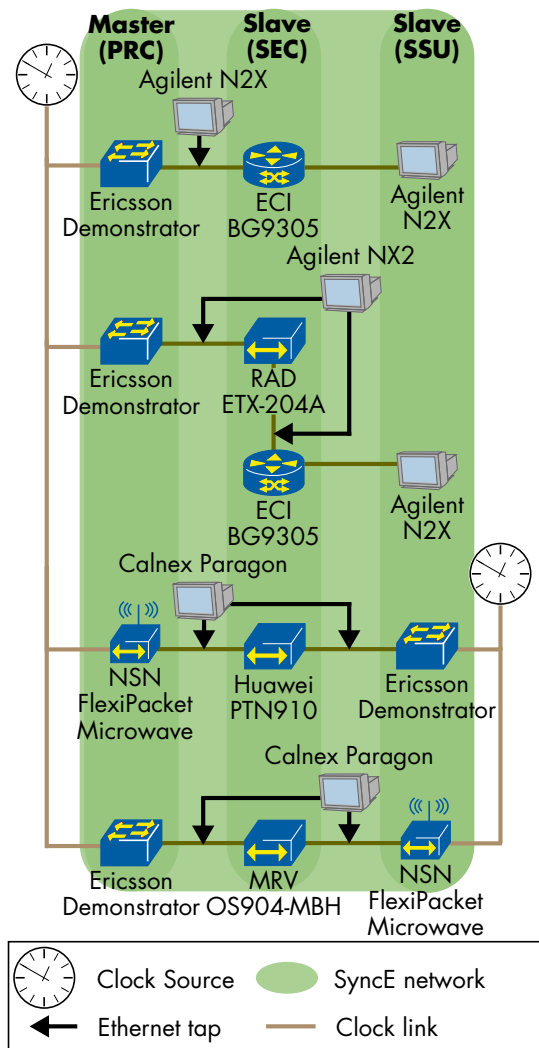 Master (PRC)
Slave (SEC)
Slave (SSU)
Agilent N2X
Ericsson
Demonstrator
ECI
BG9305
Agilent
N2X
Agilent NX2
Ericsson
Demonstrator
RAD
ETX-204A
ECI
BG9305
Agilent
N2X
Calnex Paragon
NSN
FlexiPacket
Microwave
Huawei
PTN910
Ericsson
Demonstrator
Calnex Paragon
Ericsson
Demonstrator
MRV
OS904-MBH
NSN
FlexiPacket
Microwave
Clock Source
SyncE network
Ethernet tap
Clock link